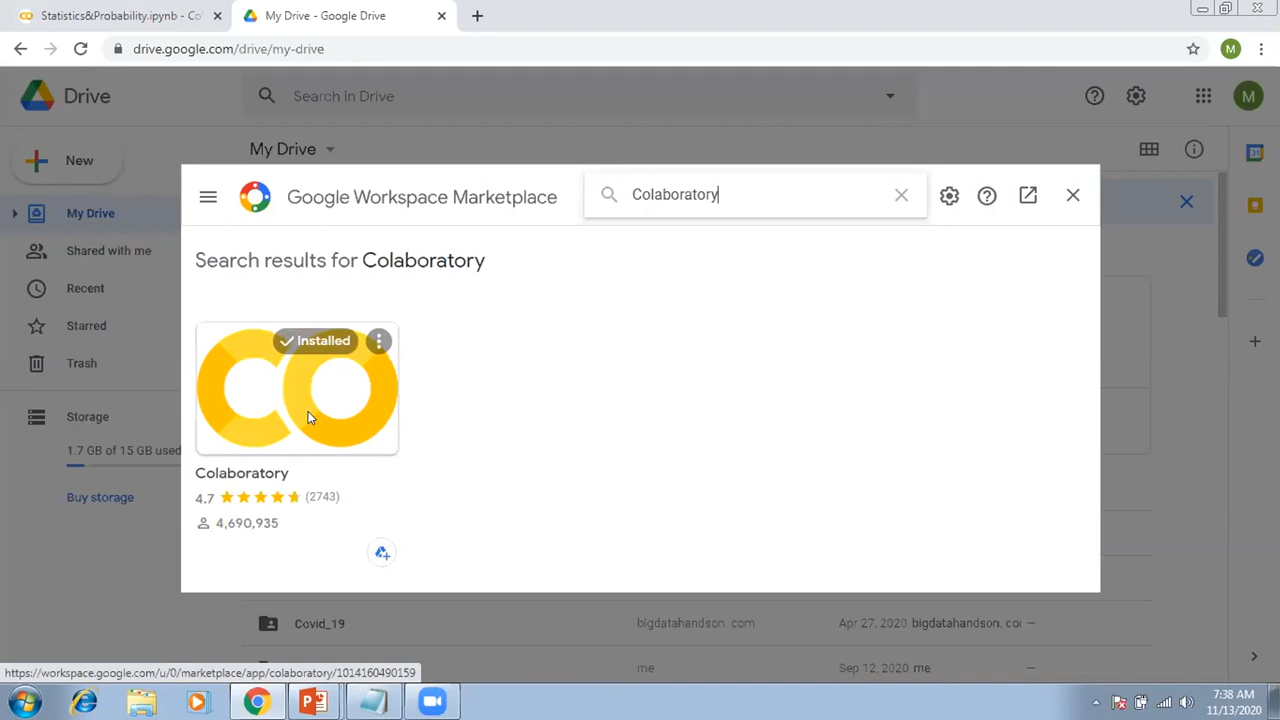 Statistics&Probability.ipynb - Co
My Drive - Google Drive
drive.google.com/drive/my-drive
M
Drive
Search in Drive
M
New
My Drive
My Drive
Shared with me
Recent
Starred
Trash
Storage
1.7 GB of 15 GB used
Buy storage
Google Workspace Marketplace
Colaboratory
Search results for Colaboratory
Installed
Colaboratory
4.7
(2743)
4,690,935
31
Covid_19
bigdatahandson. com
Apr 27, 2020 bigdatahandson. co
me
Sep 12, 2020 me
https://workspace.google.com/u/0/marketplace/app/colaboratory/1014160490159
7:38 AM
11/13/2020